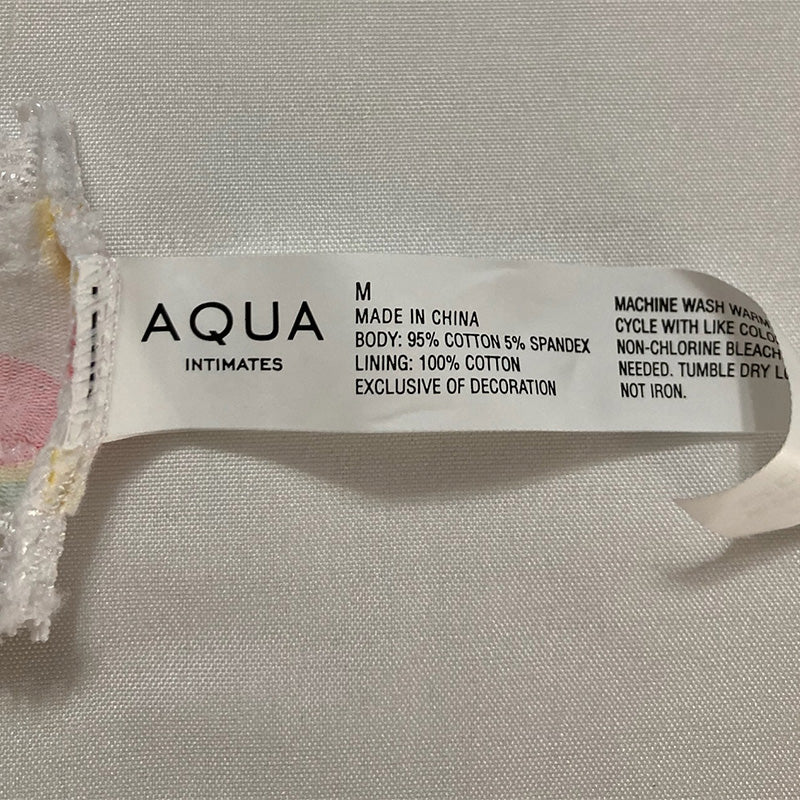 AQUA
INTIMATES
M
MADE IN CHINA
BODY: 95% COTTON 5% SPANDEX
LINING: 100% COTTON
EXCLUSIVE OF DECORATION
MACHINE WASH WARM
CYCLE WITH LIKE
NON-CHLORINE BLEACH
NEEDED. TUMBLE DRY
NOT IRON.